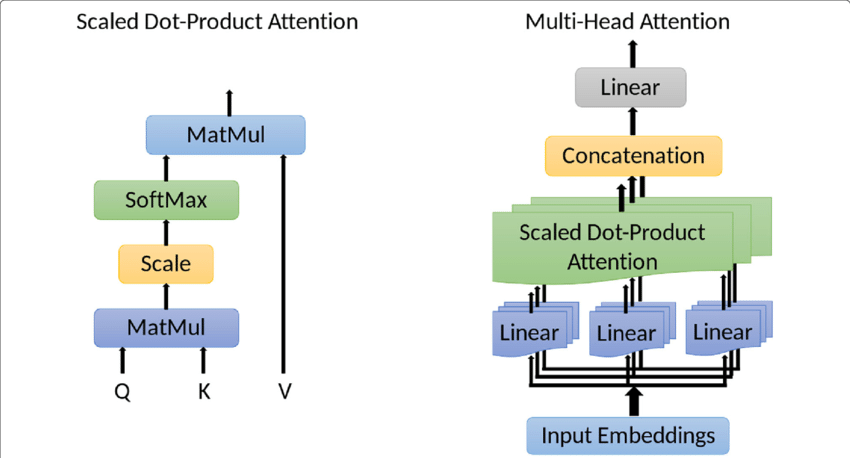 Scaled Dot-Product Attention
MatMul
SoftMax
Scale
MatMul
Q
K
V
Multi-Head Attention
Linear
Concatenation
Scaled Dot-Product
Attention
Linear
Linear
Linear
Input Embeddings